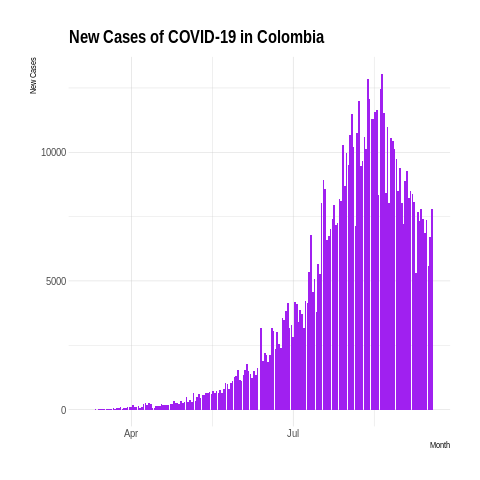 New Cases of COVID-19 in Colombia
New Cases
10000
5000
0
Apr
Jul
Month